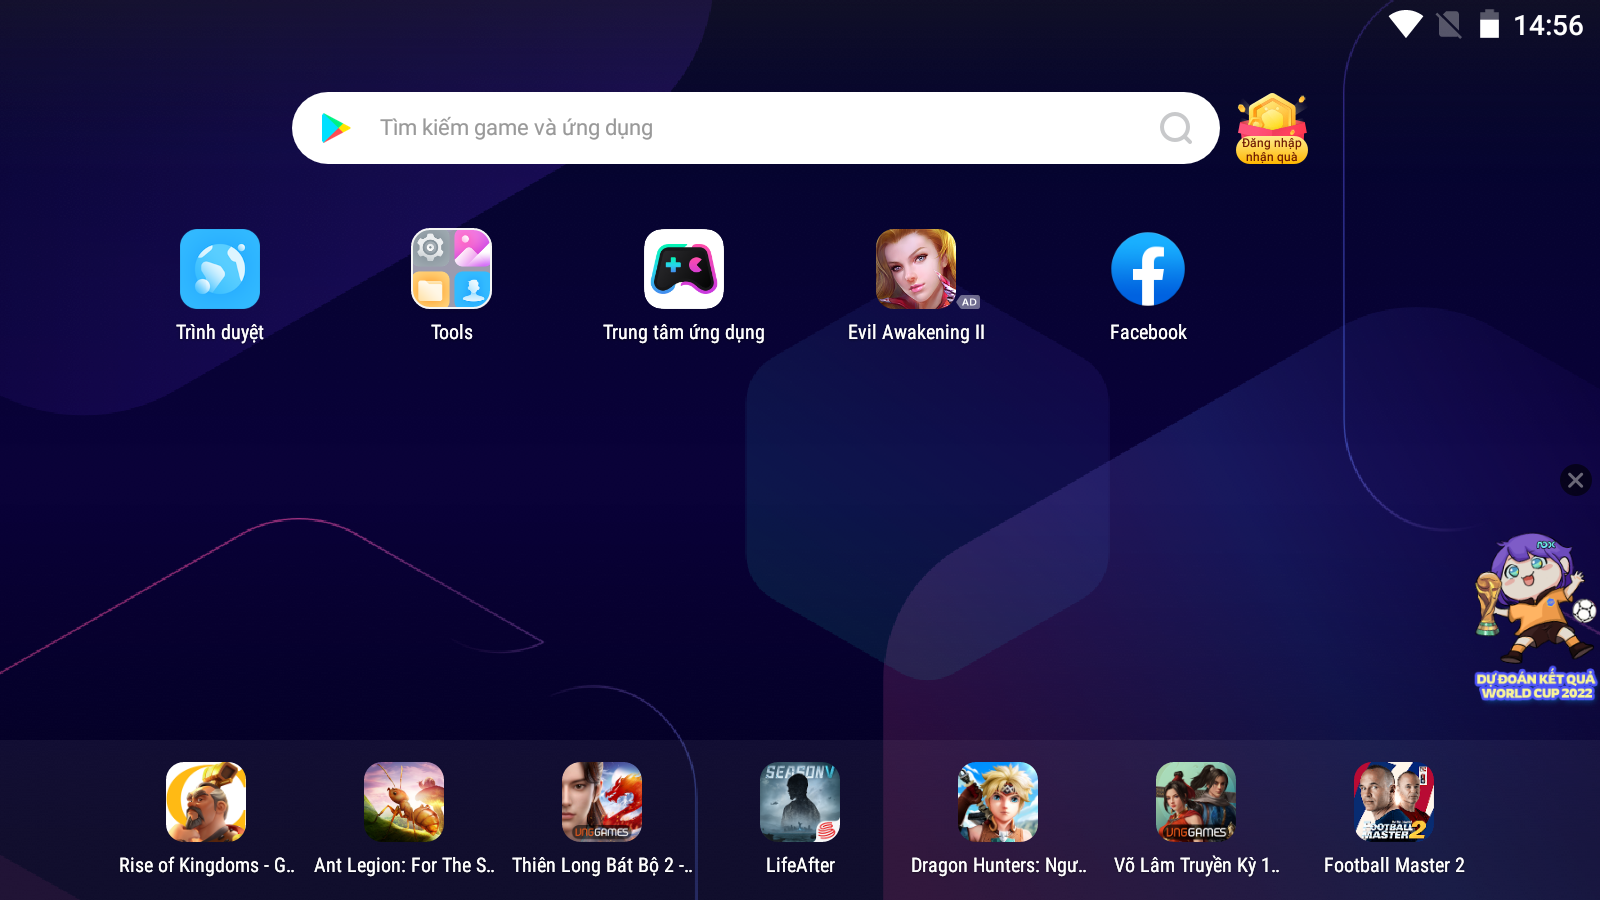 14:56
Tìm kiếm game và ứng dụng
Đăng nhập
nhận quà
AD
Trình duyệt
Tools
Trung tâm ứng dụng
Evil Awakening II
Facebook
nox
DỰ ĐOÁN KẾT QUẢ
WORLD CUP 2022
SEASON V
VNGGAMES
VNGGAMES
FOOTBALL
MASTER 2
Rise of Kingdoms - G..
Ant Legion: For The S..
Thiên Long Bát Bộ 2 -..
LifeAfter
Dragon Hunters: Ngư..
Võ Lâm Truyền Kỳ 1..
Football Master 2